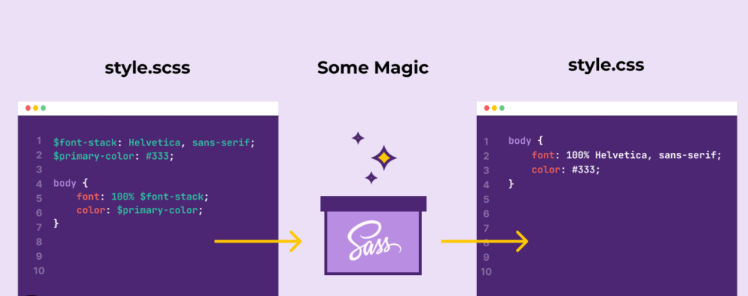 style.scss
1 $font-stack: Helvetica, sans-serif;
2 $primary-color: #333;
3
4 body {
5 font: 100% $font-stack;
6 color: $primary-color;
7 }
8
9
10
Some Magic
Sass
style.css
1 body {
2 font: 100% Helvetica, sans-serif;
3 color: #333;
4 }
5
6
7
8
9
10